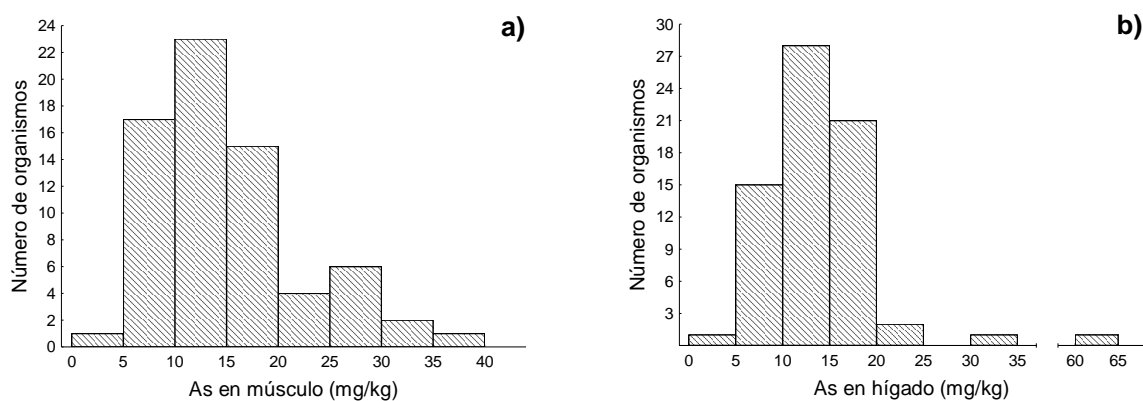 a)
Número de organismos
24
22
20
18
16
14
12
10
8
6
4
2
0
0 5 10 15 20 25 30 35 40
As en músculo (mg/kg)
b)
Número de organismos
30
27
24
21
18
15
12
9
6
3
0 5 10 15 20 25 30 35 60 65
As en hígado (mg/kg)